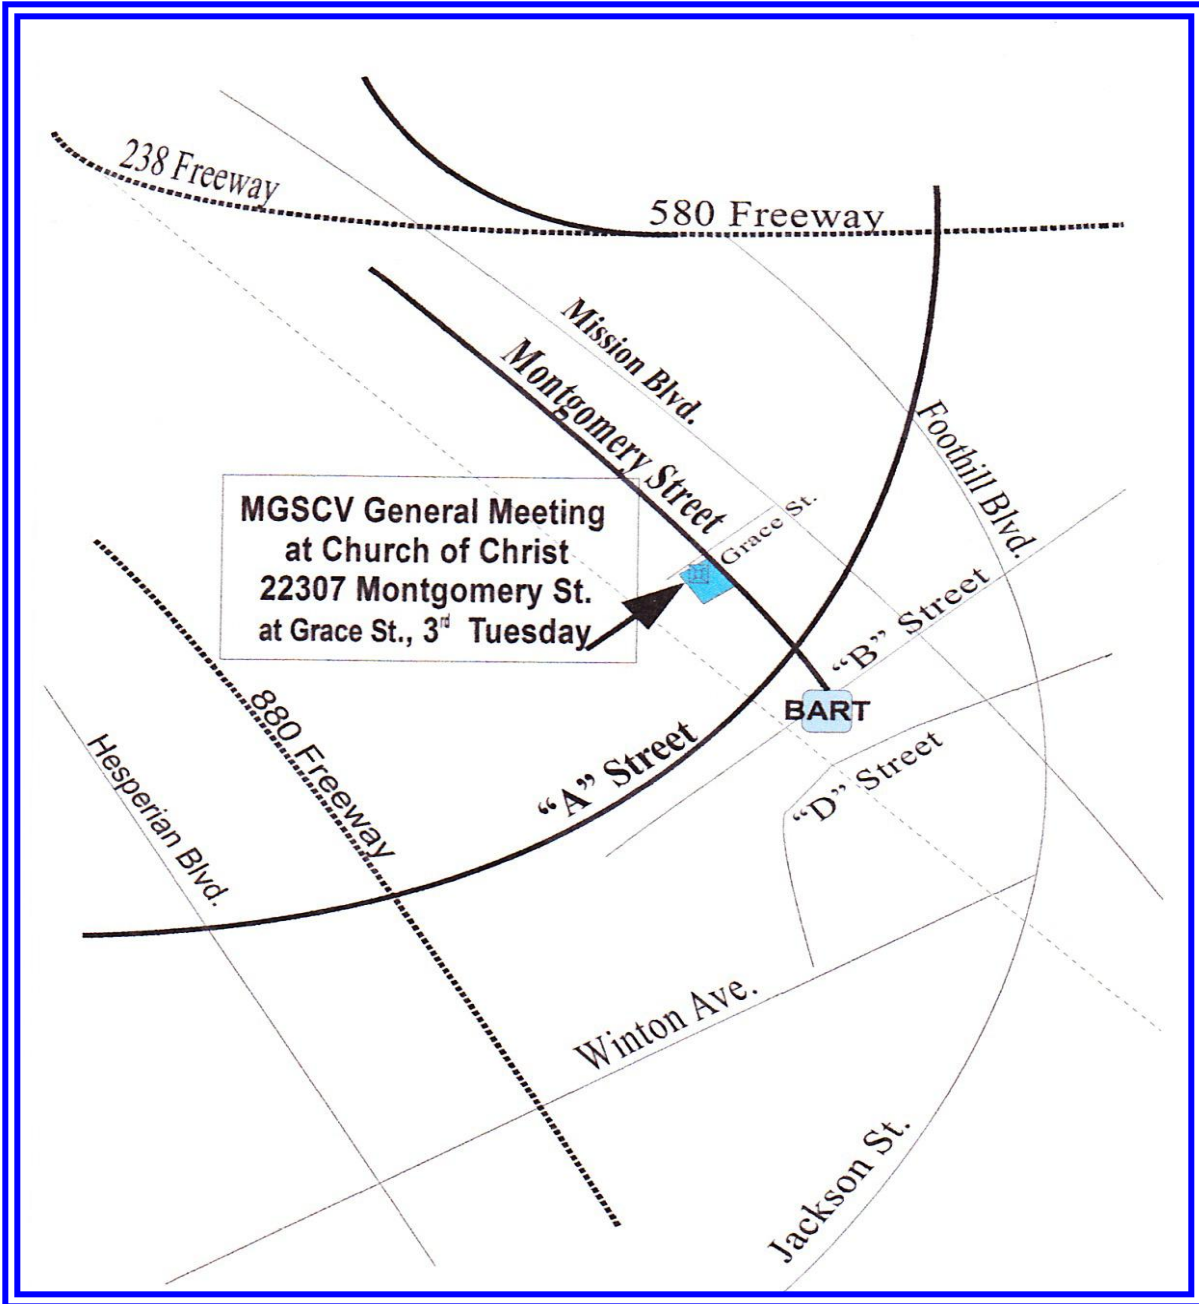 238 Freeway
580 Freeway
Mission Blvd.
Montgomery Street
Foothill Blvd.
MGSCV General Meeting
at Church of Christ
22307 Montgomery St.
at Grace St., 3rd Tuesday
Grace St.
“B” Street
BART
880 Freeway
“A” Street
Hesperian Blvd.
“D” Street
Winton Ave.
Jackson St.